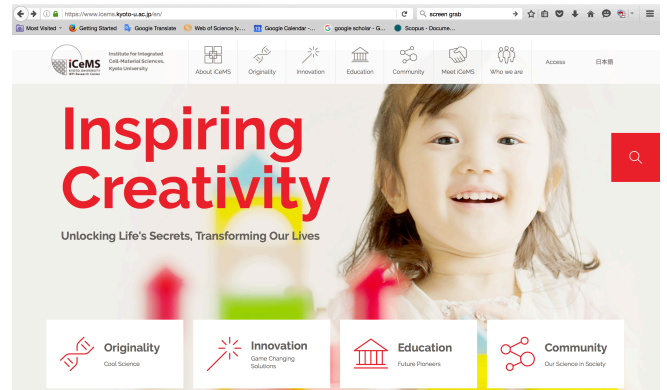 https://www.icems.kyoto-u.ac.jp/en/
screen grab
Most Visited
Getting Started
Google Translate
Web of Science [v...
Google Calendar -...
google scholar - G...
Scopus - Docume...
iCeMS
KYOTO UNIVERSITY
Institute for Integrated
Cell-Material Sciences,
Kyoto University
About iCeMS
Originality
Innovation
Education
Community
Meet iCeMS
Who we are
Access
日本語
Inspiring
Creativity
Unlocking Life's Secrets, Transforming Our Lives
Originality
Cool Science
Innovation
Game Changing
Solutions
Education
Future Pioneers
Community
Our Science in Society